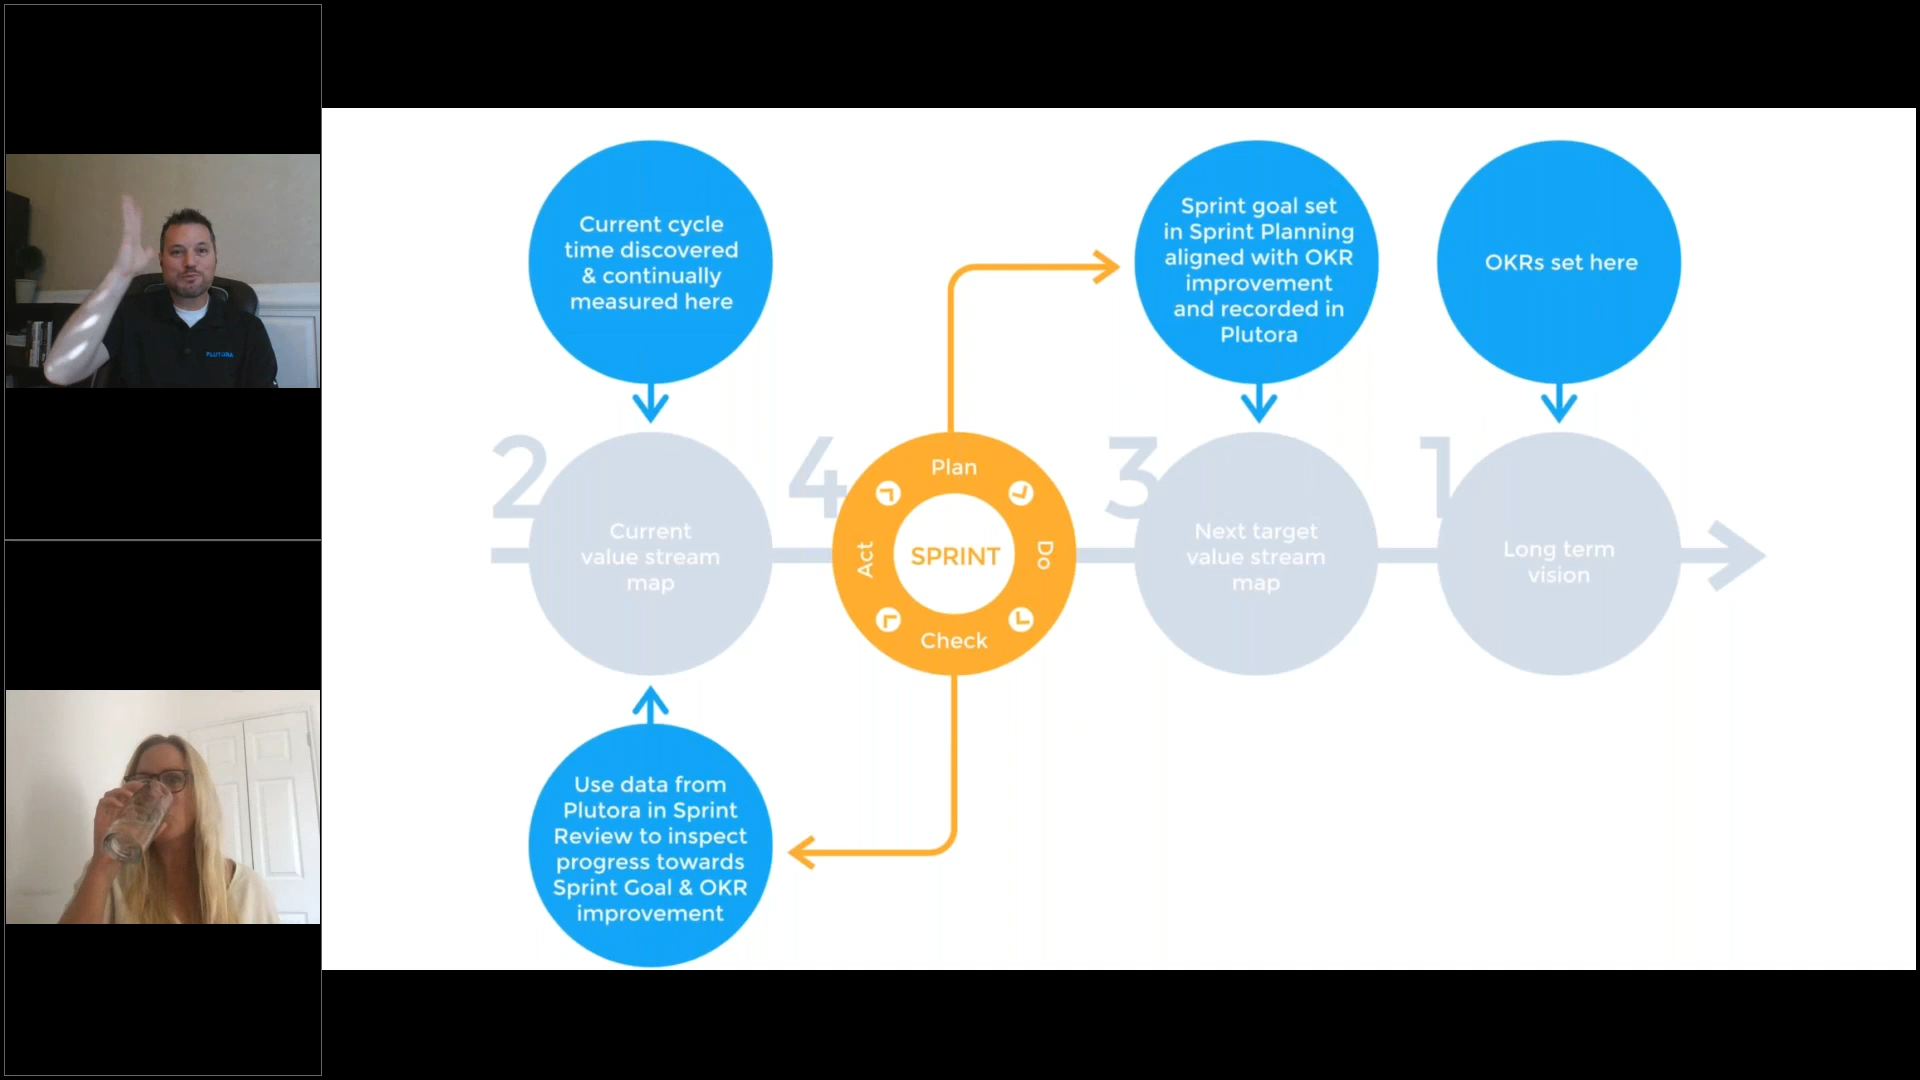 Current cycle
time discovered
& continually
measured here
Sprint goal set
in Sprint Planning
aligned with OKR
improvement
and recorded in
Plutora
OKRs set here
2
4
3
1
Current
value stream
map
Plan
Do
Check
Act
SPRINT
Next target
value stream
map
Long term
vision
Use data from
Plutora in Sprint
Review to inspect
progress towards
Sprint Goal & OKR
improvement
PLUTORA